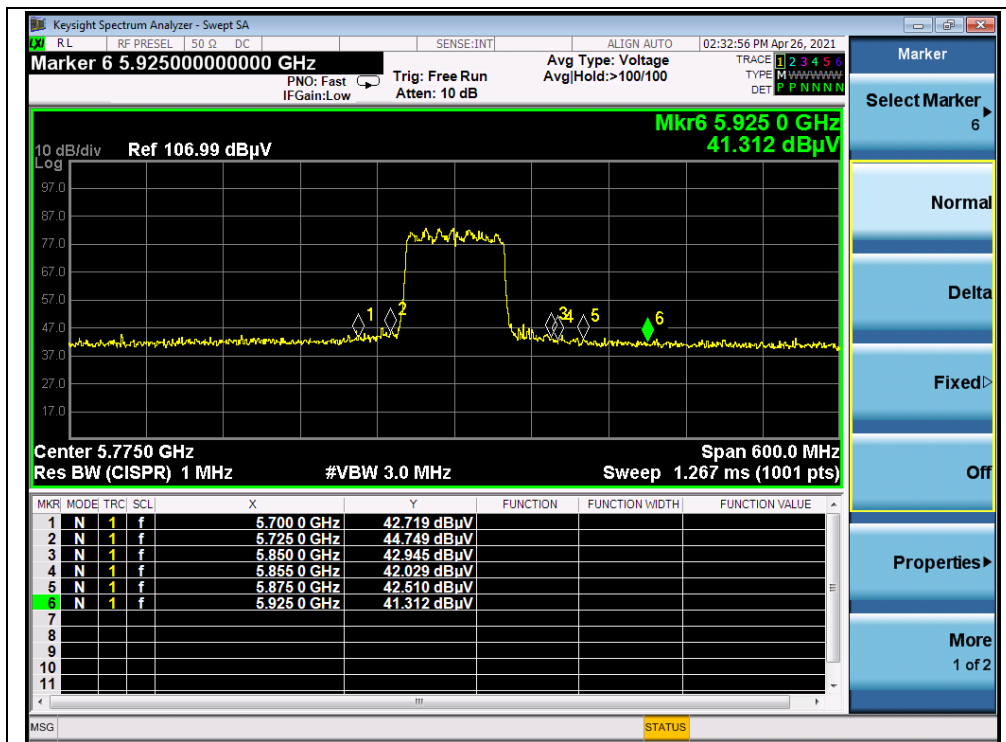 Keysight Spectrum Analyzer - Swept SA
LXI RL RF PRESEL 50 Ω DC SENSE:INT ALIGN AUTO 02:32:56 PM Apr 26, 2021
Marker 6 5.925000000000 GHz
PNO: Fast
IFGain:Low
Trig: Free Run
Atten: 10 dB
Avg Type: Voltage
Avg|Hold:>100/100
TRACE 1 2 3 4 5 6
TYPE M W W W W W
DET P P N N N N
Mkr6 5.925 0 GHz
41.312 dBµV
10 dB/div Ref 106.99 dBµV
Log
97.0
87.0
77.0
67.0
57.0
47.0
37.0
27.0
17.0
1 2 3 4 5 6
Center 5.7750 GHz Span 600.0 MHz
Res BW (CISPR) 1 MHz #VBW 3.0 MHz Sweep 1.267 ms (1001 pts)
MKR MODE TRC SCL X Y FUNCTION FUNCTION WIDTH FUNCTION VALUE
1 N 1 f 5.700 0 GHz 42.719 dBµV
2 N 1 f 5.725 0 GHz 44.749 dBµV
3 N 1 f 5.850 0 GHz 42.945 dBµV
4 N 1 f 5.855 0 GHz 42.029 dBµV
5 N 1 f 5.875 0 GHz 42.510 dBµV
6 N 1 f 5.925 0 GHz 41.312 dBµV
7
8
9
10
11
MSG STATUS
Marker
Select Marker
6
Normal
Delta
Fixed
Off
Properties
More
1 of 2